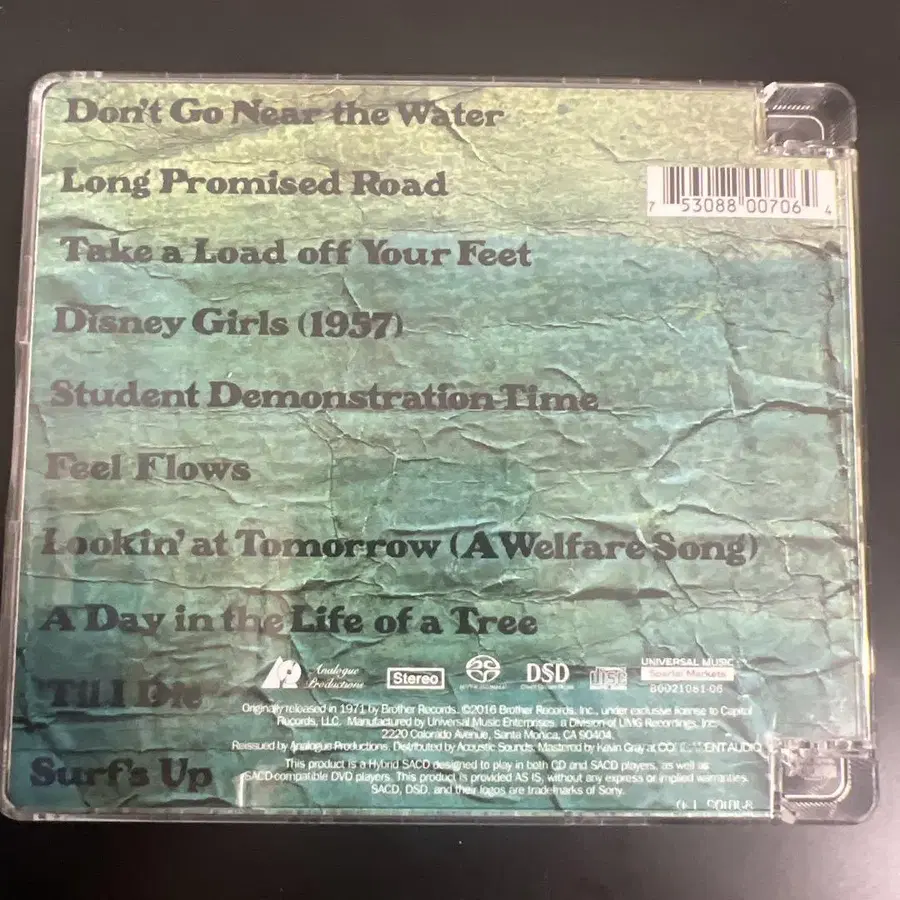 Don't Go Near the Water
Long Promised Road
7 53088 00706 4
Take a Load off Your Feet
Disney Girls (1957)
Student Demonstration Time
Feel Flows
Lookin' at Tomorrow (A Welfare Song)
A Day in the Life of a Tree
'Til I Die
AP Analogue Productions
Stereo
SACD
DSD
UNIVERSAL MUSIC
Special Markets
B0021081-06
Originally released in 1971 by Brother Records. ©2016 Brother Records, Inc., under exclusive license to Capitol
Records, LLC. Manufactured by Universal Music Enterprises, a Division of UMG Recordings, Inc.,
2220 Colorado Avenue, Santa Monica, CA 90404.
Reissued by Analogue Productions. Distributed by Acoustic Sounds. Mastered by Kevin Gray at AUDIO
This product is a Hybrid SACD designed to play in both CD and SACD players, as well as
SACD-compatible DVD players. This product is provided AS IS, without any express or implied warranties.
SACD, DSD, and their logos are trademarks of Sony.
Surf's Up